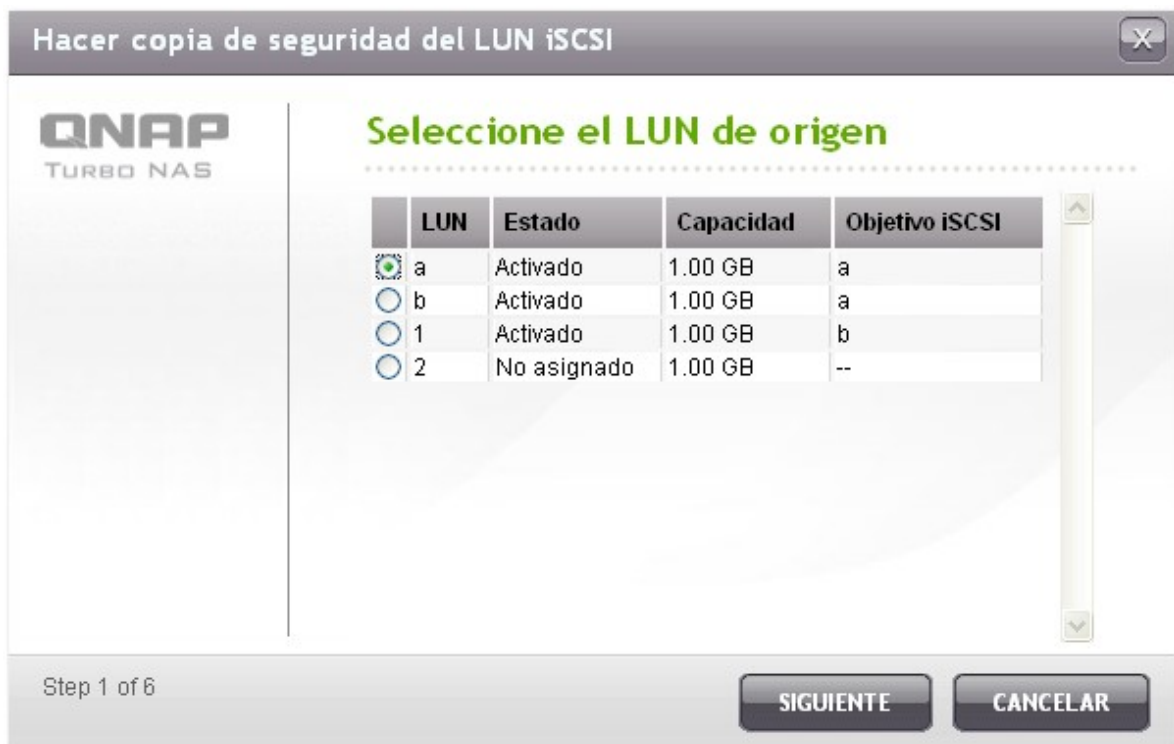 Hacer copia de seguridad del LUN iSCSI
X
QNAP
TURBO NAS
Seleccione el LUN de origen
LUN Estado Capacidad Objetivo iSCSI
a Activado 1.00 GB a
b Activado 1.00 GB a
1 Activado 1.00 GB b
2 No asignado 1.00 GB --
Step 1 of 6
SIGUIENTE CANCELAR